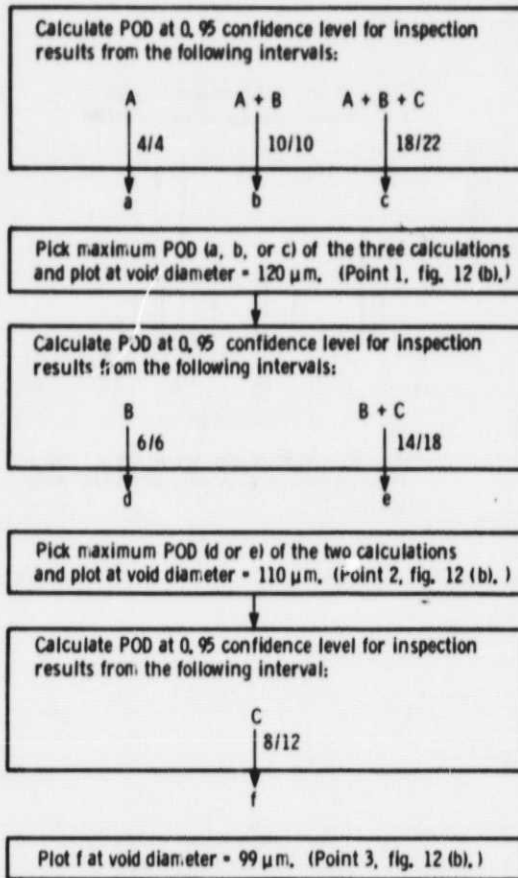 Calculate POD at 0.95 confidence level for inspection
results from the following intervals:
A A + B A + B + C
4/4 10/10 18/22
a b c
Pick maximum POD (a, b, or c) of the three calculations
and plot at void diameter = 120 μm. (Point 1, fig. 12 (b).)
Calculate POD at 0.95 confidence level for inspection
results from the following intervals:
B B + C
6/6 14/18
d e
Pick maximum POD (d or e) of the two calculations
and plot at void diameter = 110 μm. (Point 2, fig. 12 (b). )
Calculate POD at 0.95 confidence level for inspection
results from the following interval:
C
8/12
f
Plot f at void diameter = 99 μm. (Point 3, fig. 12 (b).)